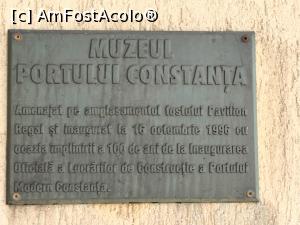 [c] AmFostAcolo®
MUZEUL
PORTULUI CONSTANȚA
Amenajat pe amplasamentul fostului Pavilion
Regal și inaugurat la 16 octombrie 1996 cu
ocazia împlinirii a 100 de ani de la Inaugurarea
Oficială a Lucrărilor de Construcție a Portului
Modern Constanța.